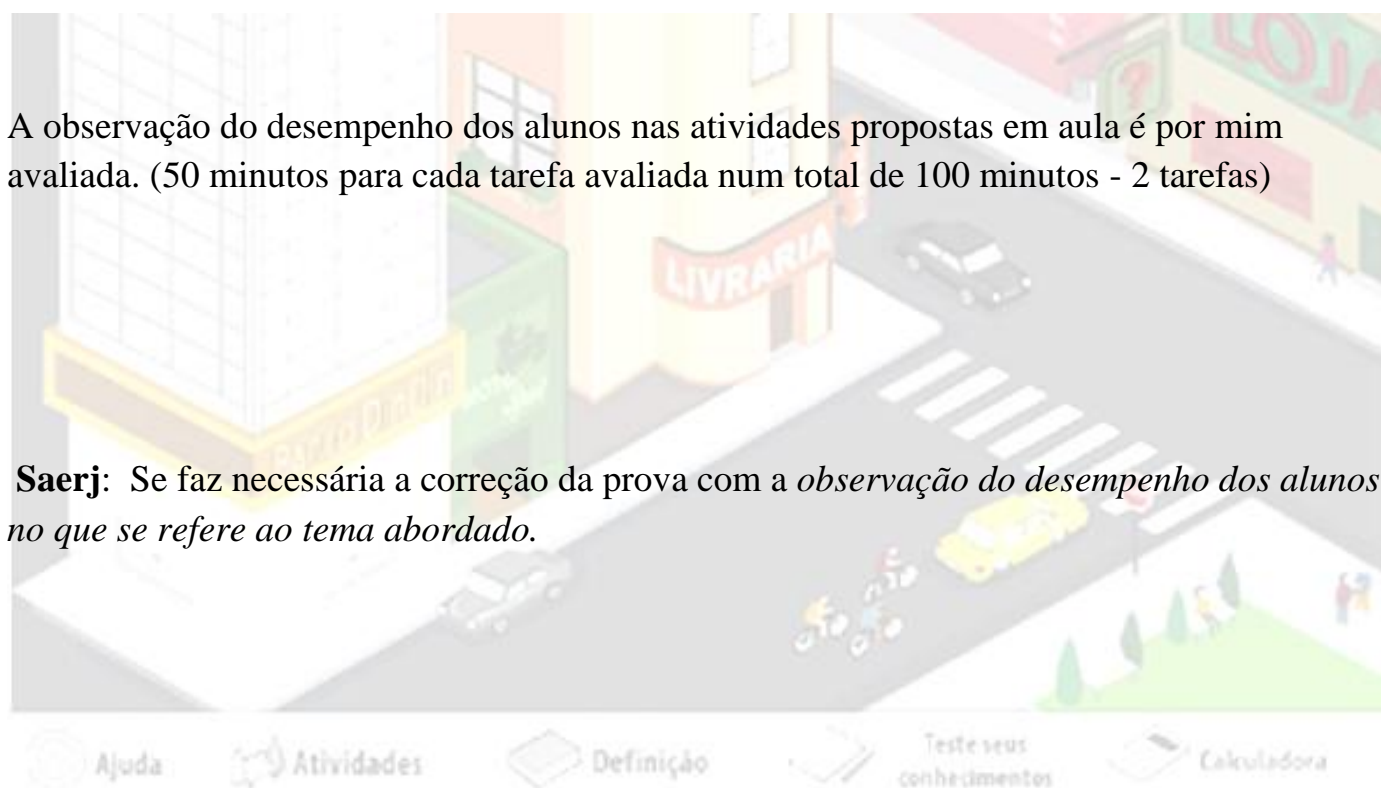 LOJA
A observação do desempenho dos alunos nas atividades propostas em aula é por mim
avaliada. (50 minutos para cada tarefa avaliada num total de 100 minutos - 2 tarefas)
LIVRARIA
Saerj: Se faz necessária a correção da prova com a observação do desempenho dos alunos
no que se refere ao tema abordado.
Ajuda
Atividades
Definição
Teste seus
conhecimentos
Calculadora